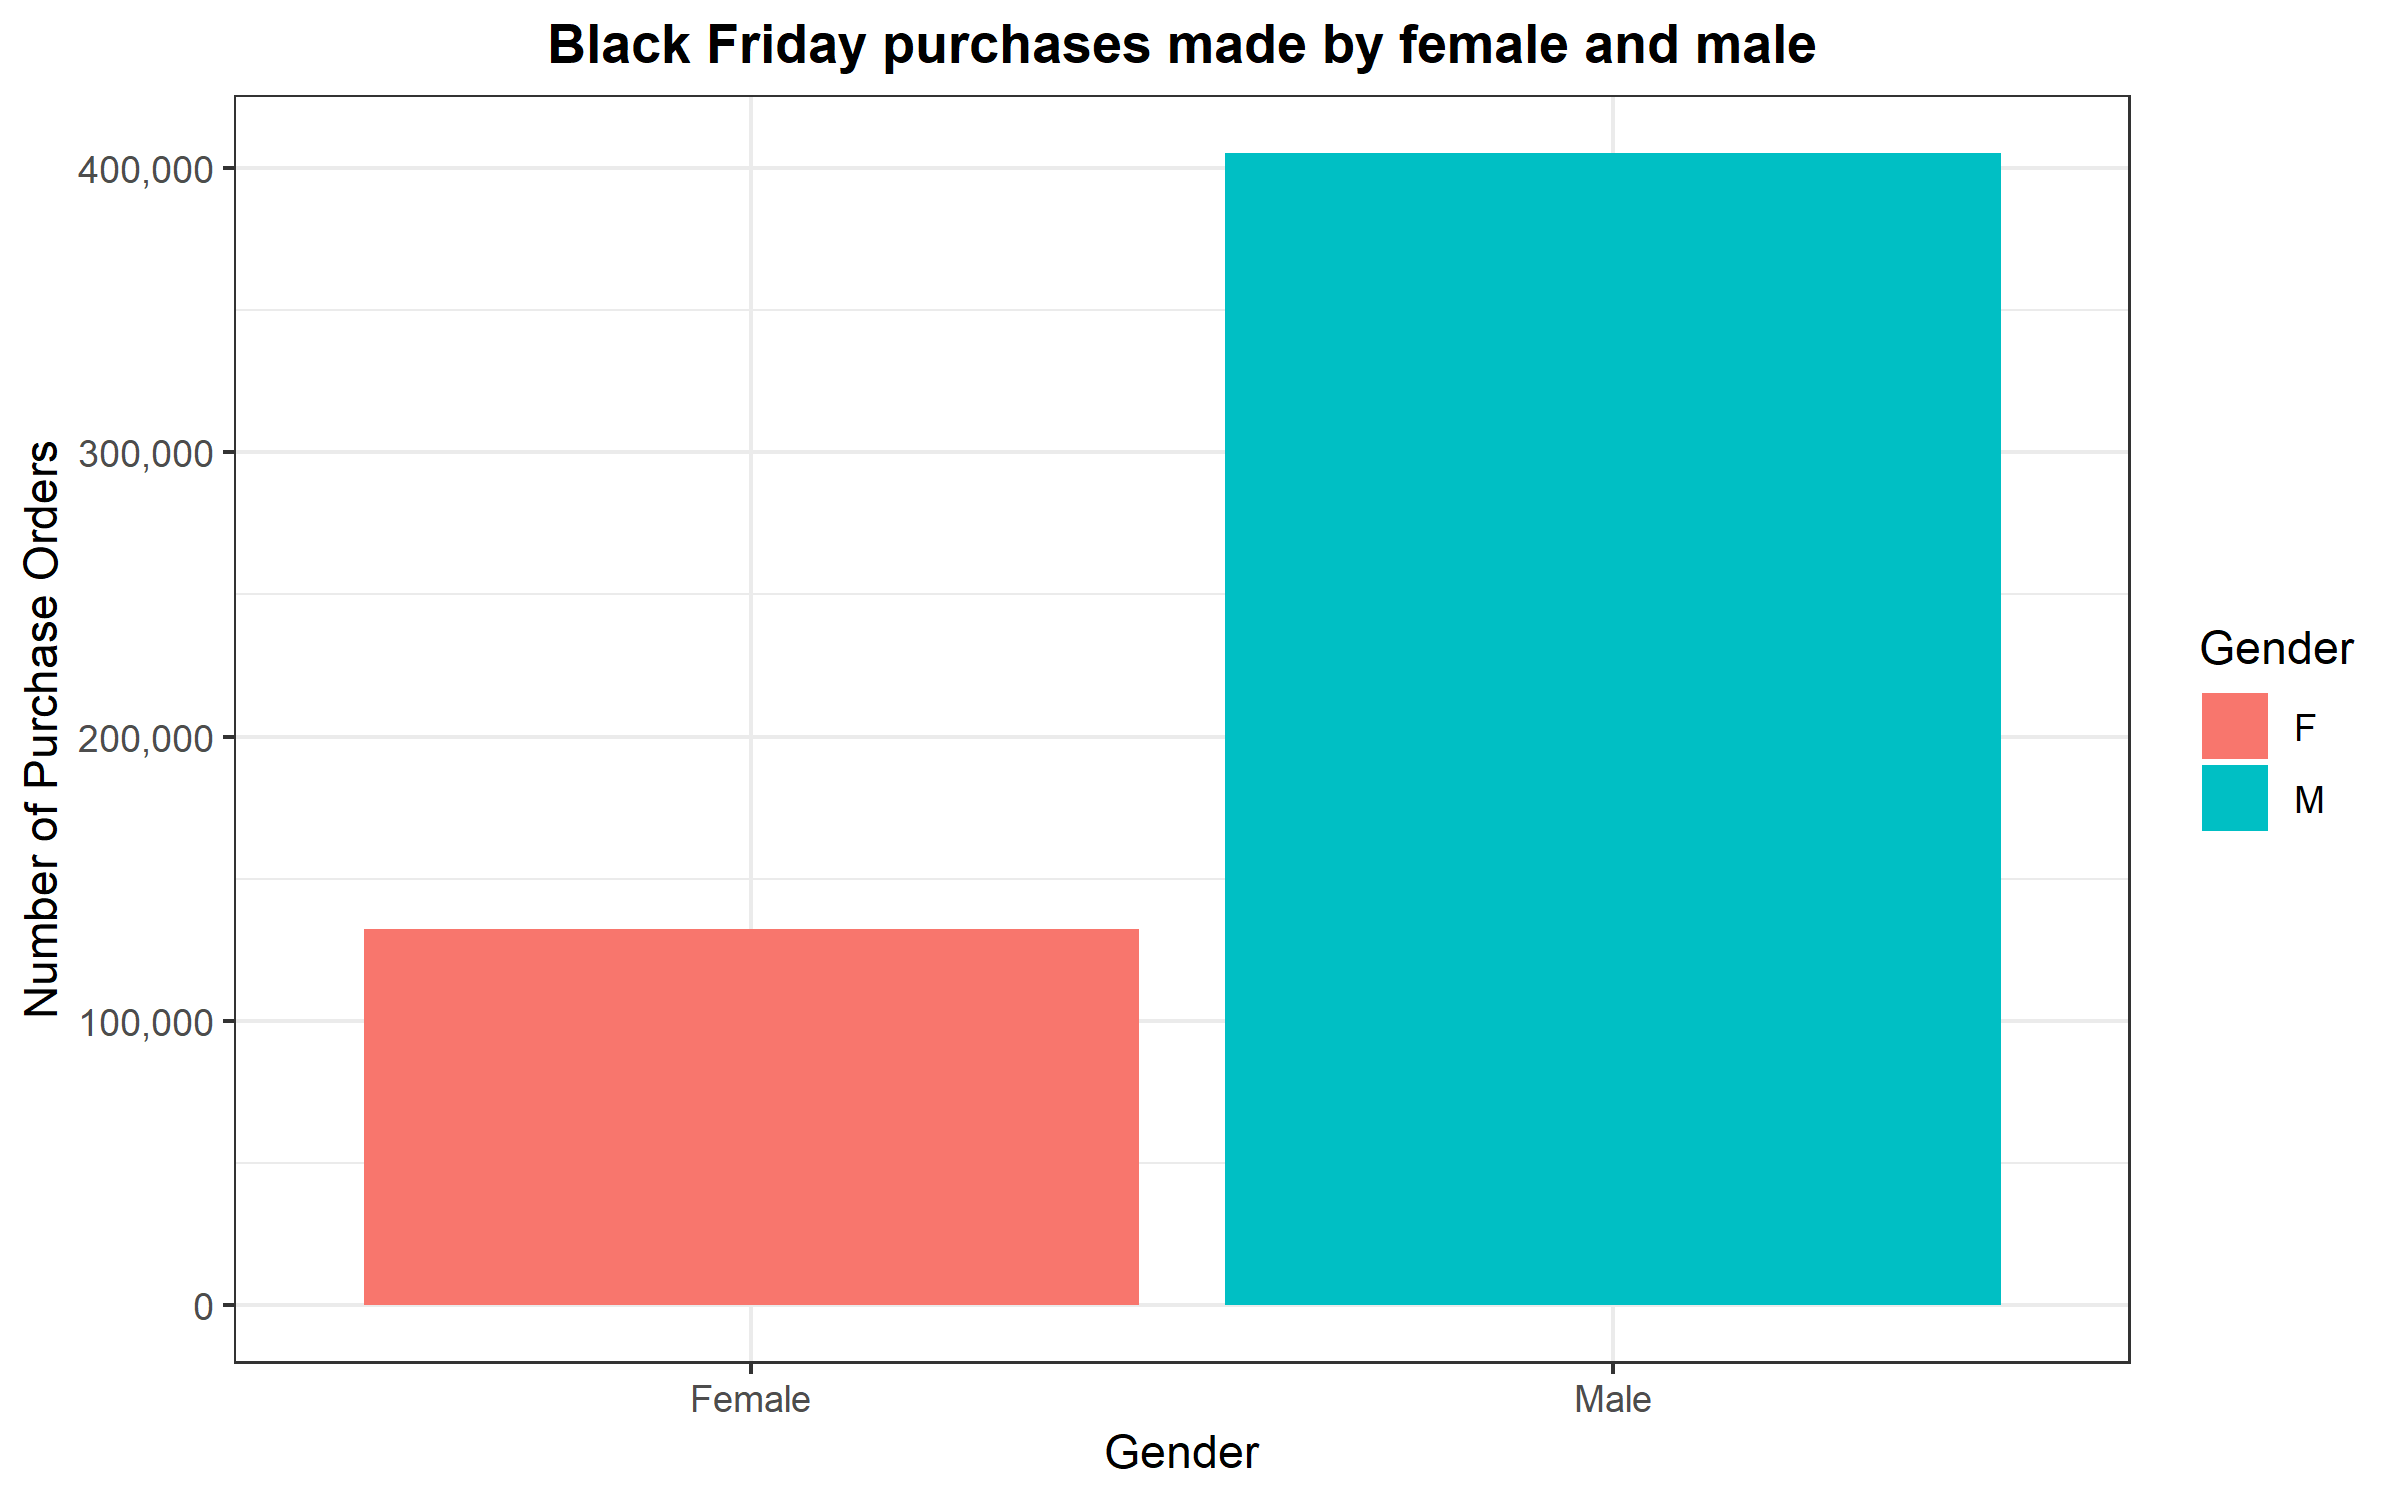 Black Friday purchases made by female and male
Number of Purchase Orders
400,000
300,000
200,000
100,000
0
Female
Male
Gender
Gender
F
M